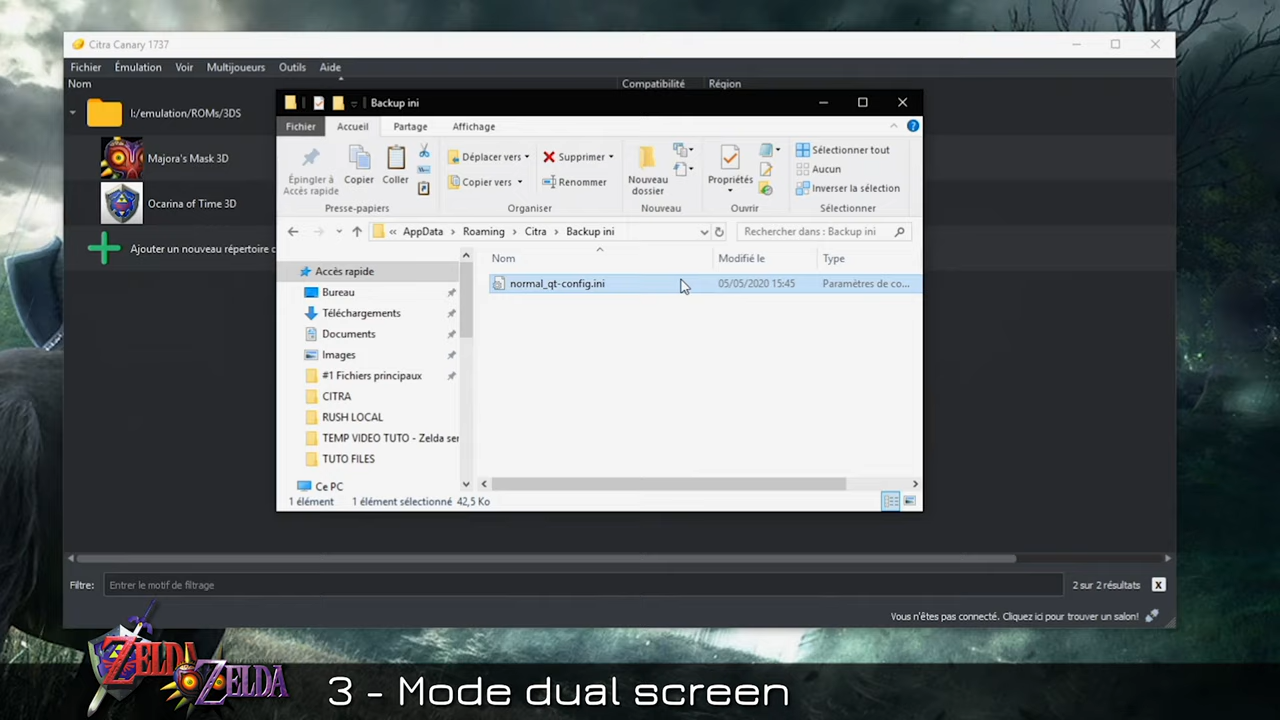 Citra Canary 1737
Fichier Émulation Voir Multijoueurs Outils Aide
Nom Compatibilité Région
I:/emulation/ROMs/3DS
Majora's Mask 3D
Ocarina of Time 3D
Ajouter un nouveau répertoire
Backup ini
Fichier Accueil Partage Affichage
Épingler à
Accès rapide
Copier
Coller
Presse-papiers
Déplacer vers
Copier vers
Supprimer
Renommer
Organiser
Nouveau
dossier
Nouveau
Propriétés
Ouvrir
Sélectionner tout
Aucun
Inverser la sélection
Sélectionner
« AppData > Roaming > Citra > Backup ini
Rechercher dans : Backup ini
Accès rapide
Bureau
Téléchargements
Documents
Images
#1 Fichiers principaux
CITRA
RUSH LOCAL
TEMP VIDEO TUTO - Zelda ser
TUTO FILES
Ce PC
Nom Modifié le Type
normal_qt-config.ini 05/05/2020 15:45 Paramètres de co...
1 élément 1 élément sélectionné 42,5 Ko
Filtre: Entrer le motif de filtrage 2 sur 2 résultats X
Vous n'êtes pas connecté. Cliquez ici pour trouver un salon!
ZELDA
ZELDA
3 - Mode dual screen